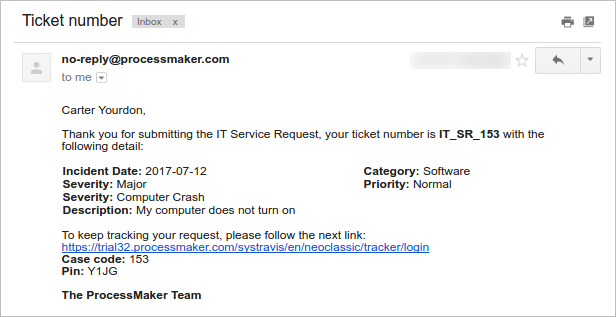 Ticket number Inbox x
no-reply@processmaker.com
to me
Carter Yourdon,
Thank you for submitting the IT Service Request, your ticket number is IT_SR_153 with the
following detail:
Incident Date: 2017-07-12 Category: Software
Severity: Major Priority: Normal
Severity: Computer Crash
Description: My computer does not turn on
To keep tracking your request, please follow the next link:
https://trial32.processmaker.com/systravis/en/neoclassic/tracker/login
Case code: 153
Pin: Y1JG
The ProcessMaker Team